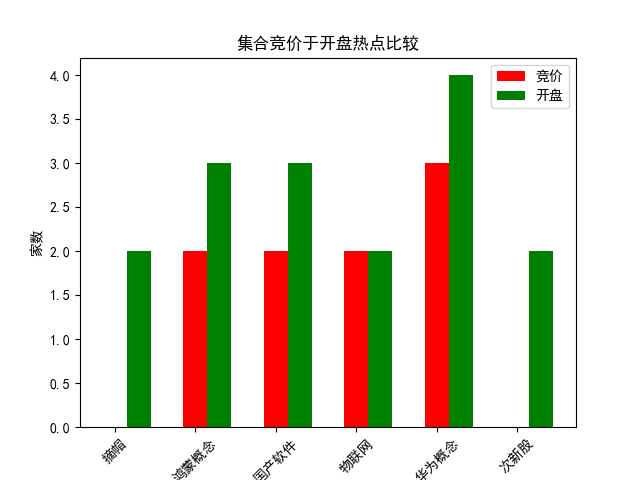 集合竞价于开盘热点比较
竞价
开盘
家数
4.0
3.5
3.0
2.5
2.0
1.5
1.0
0.5
0.0
摘帽
鸿蒙概念
国产软件
物联网
华为概念
次新股